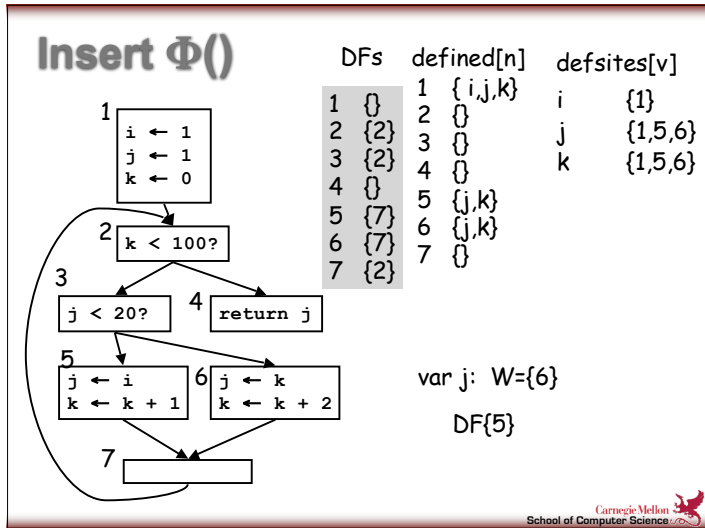 Insert Φ()
DFs
1 {}
2 {2}
3 {2}
4 {}
5 {7}
6 {7}
7 {2}
defined[n]
1 { i,j,k}
2 {}
3 {}
4 {}
5 {j,k}
6 {j,k}
7 {}
defsites[v]
i {1}
j {1,5,6}
k {1,5,6}
1
i ← 1
j ← 1
k ← 0
2
k < 100?
3
j < 20?
4
return j
5
j ← i
k ← k + 1
6
j ← k
k ← k + 2
7
var j: W={6}
DF{5}
Carnegie Mellon
School of Computer Science